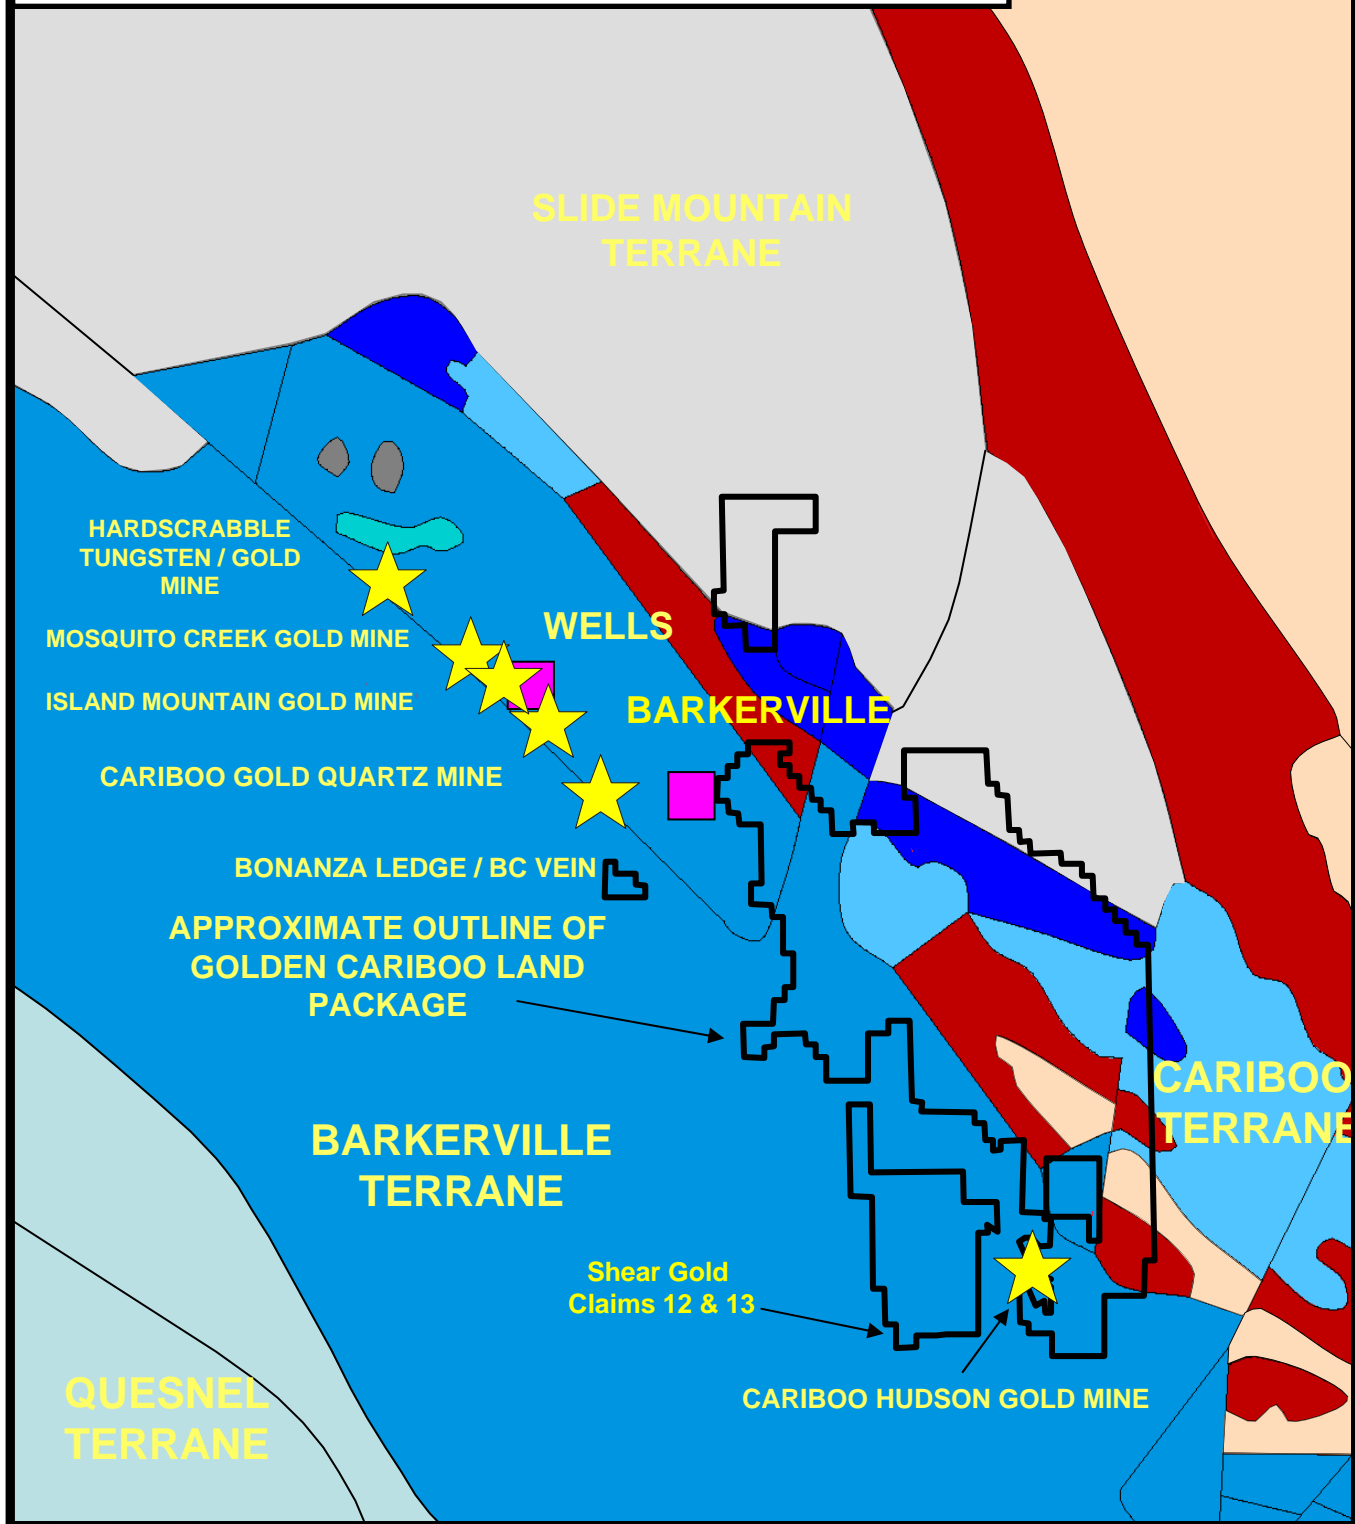 SLIDE MOUNTAIN
TERRANE
HARDSCRABBLE
TUNGSTEN / GOLD
MINE
WELLS
MOSQUITO CREEK GOLD MINE
ISLAND MOUNTAIN GOLD MINE
BARKERVILLE
CARIBOO GOLD QUARTZ MINE
BONANZA LEDGE / BC VEIN
APPROXIMATE OUTLINE OF
GOLDEN CARIBOO LAND
PACKAGE
CARIBOO
TERRANE
BARKERVILLE
TERRANE
Shear Gold
Claims 12 & 13
QUESNEL
TERRANE
CARIBOO HUDSON GOLD MINE